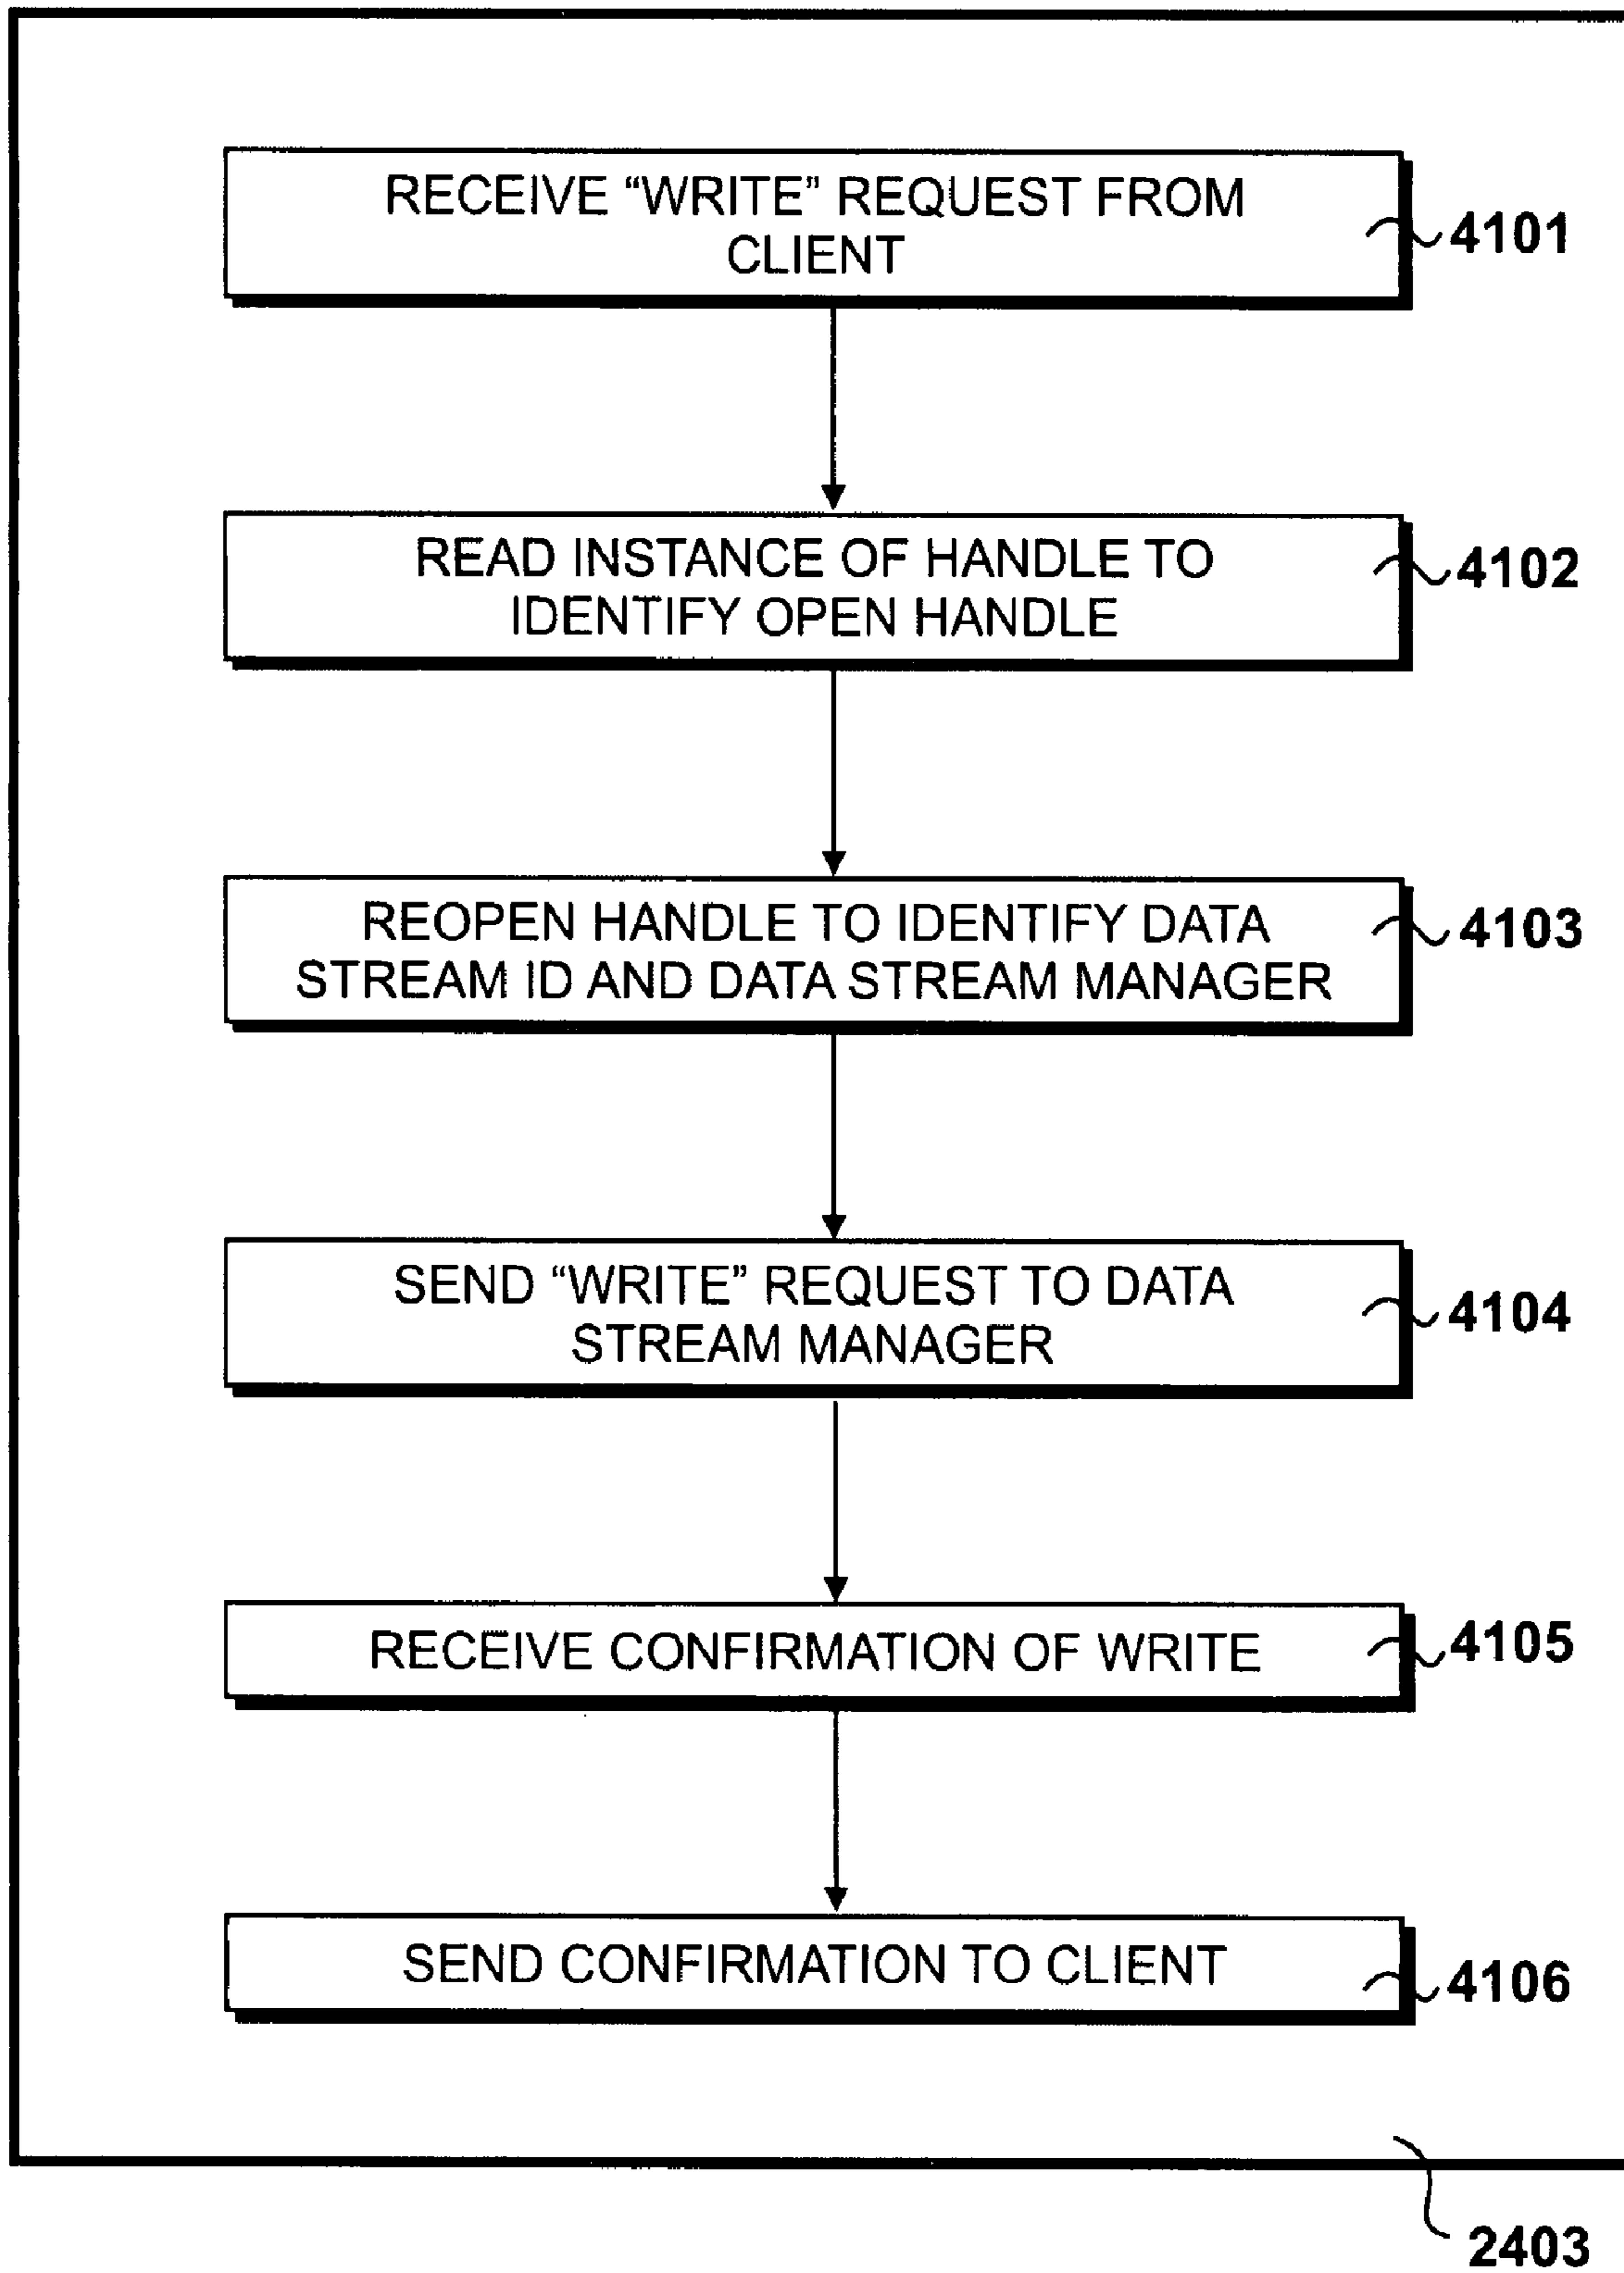 RECEIVE “WRITE” REQUEST FROM
CLIENT
4101
READ INSTANCE OF HANDLE TO
IDENTIFY OPEN HANDLE
4102
REOPEN HANDLE TO IDENTIFY DATA
STREAM ID AND DATA STREAM MANAGER
4103
SEND “WRITE” REQUEST TO DATA
STREAM MANAGER
4104
RECEIVE CONFIRMATION OF WRITE
4105
SEND CONFIRMATION TO CLIENT
4106
2403